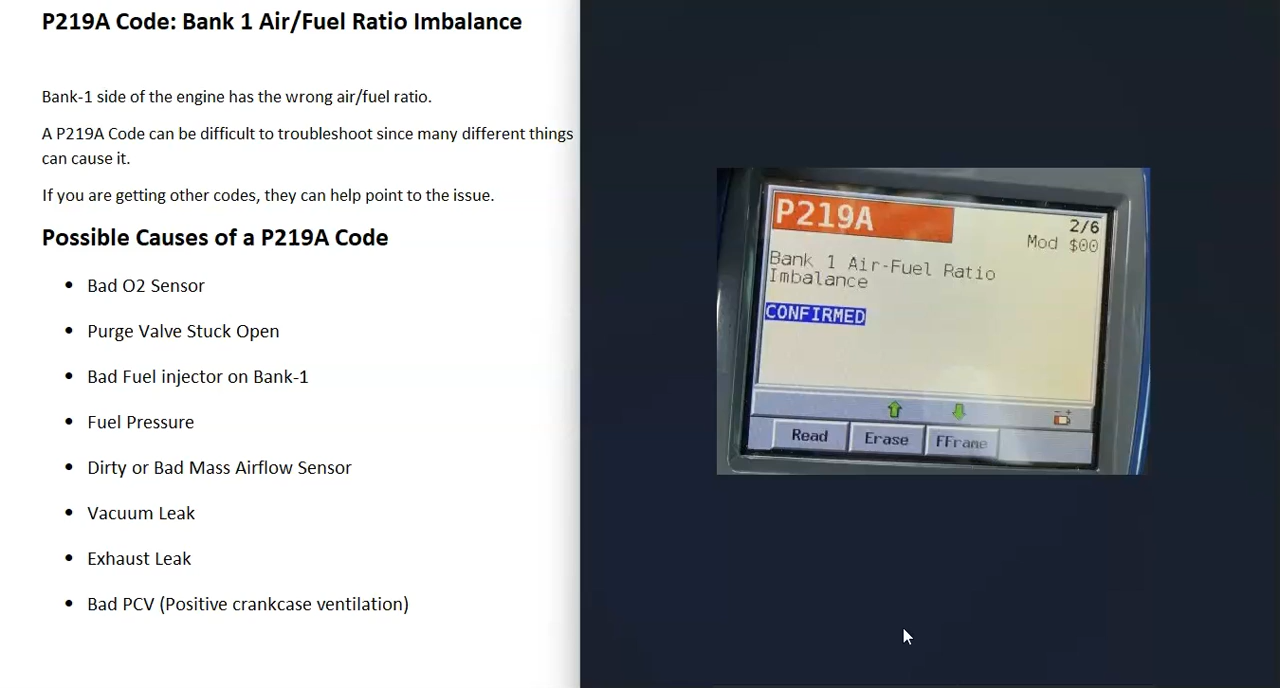 P219A Code: Bank 1 Air/Fuel Ratio Imbalance
Bank-1 side of the engine has the wrong air/fuel ratio.
A P219A Code can be difficult to troubleshoot since many different things
can cause it.
If you are getting other codes, they can help point to the issue.
Possible Causes of a P219A Code
• Bad O2 Sensor
• Purge Valve Stuck Open
• Bad Fuel injector on Bank-1
• Fuel Pressure
• Dirty or Bad Mass Airflow Sensor
• Vacuum Leak
• Exhaust Leak
• Bad PCV (Positive crankcase ventilation)
P219A
2/6
Mod $00
Bank 1 Air-Fuel Ratio
Imbalance
CONFIRMED
Read Erase FFrame